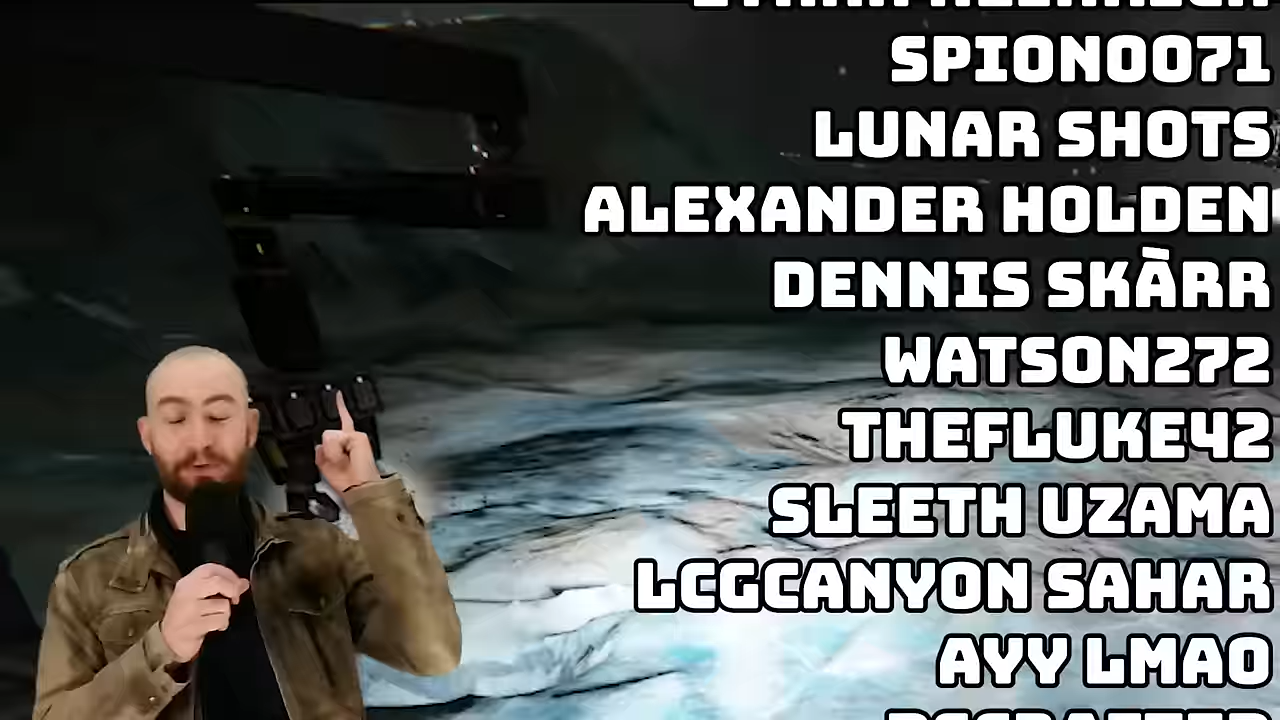 SPION0071
LUNAR SHOTS
ALEXANDER HOLDEN
DENNIS SKÀRR
WATSON272
THEFLUKE42
SLEETH UZAMA
LCGCANYON SAHAR
AYY LMAO